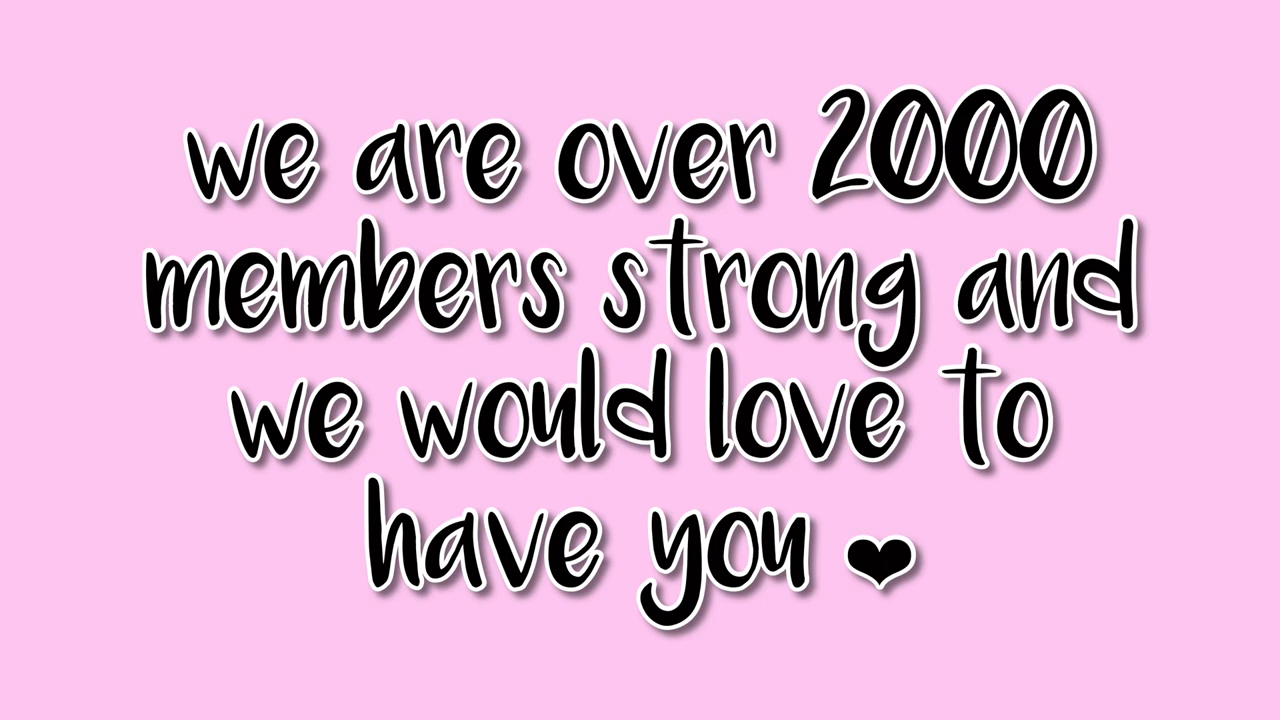 we are over 2000
members strong and
we would love to
have you ❤